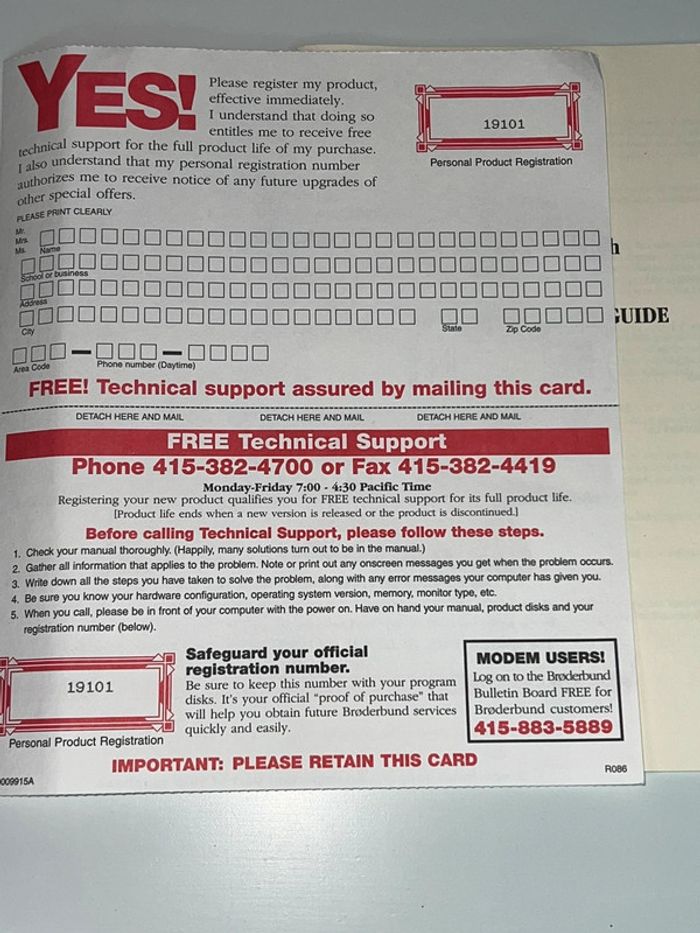 YES!
Please register my product,
effective immediately.
I understand that doing so
entitles me to receive free
technical support for the full product life of my purchase.
I also understand that my personal registration number
authorizes me to receive notice of any future upgrades of
other special offers.
19101
Personal Product Registration
PLEASE PRINT CLEARLY
Mr.
Mrs.
Ms.
Name
School or business
Address
City
State
Zip Code
Area Code
Phone number (Daytime)
FREE! Technical support assured by mailing this card.
DETACH HERE AND MAIL DETACH HERE AND MAIL DETACH HERE AND MAIL
FREE Technical Support
Phone 415-382-4700 or Fax 415-382-4419
Monday-Friday 7:00 - 4:30 Pacific Time
Registering your new product qualifies you for FREE technical support for its full product life.
[Product life ends when a new version is released or the product is discontinued.]
Before calling Technical Support, please follow these steps.
1. Check your manual thoroughly. (Happily, many solutions turn out to be in the manual.)
2. Gather all information that applies to the problem. Note or print out any onscreen messages you get when the problem occurs.
3. Write down all the steps you have taken to solve the problem, along with any error messages your computer has given you.
4. Be sure you know your hardware configuration, operating system version, memory, monitor type, etc.
5. When you call, please be in front of your computer with the power on. Have on hand your manual, product disks and your
registration number (below).
19101
Personal Product Registration
Safeguard your official
registration number.
Be sure to keep this number with your program
disks. It's your official "proof of purchase" that
will help you obtain future Brøderbund services
quickly and easily.
MODEM USERS!
Log on to the Brøderbund
Bulletin Board FREE for
Brøderbund customers!
415-883-5889
IMPORTANT: PLEASE RETAIN THIS CARD
009915A
R086
h
GUIDE